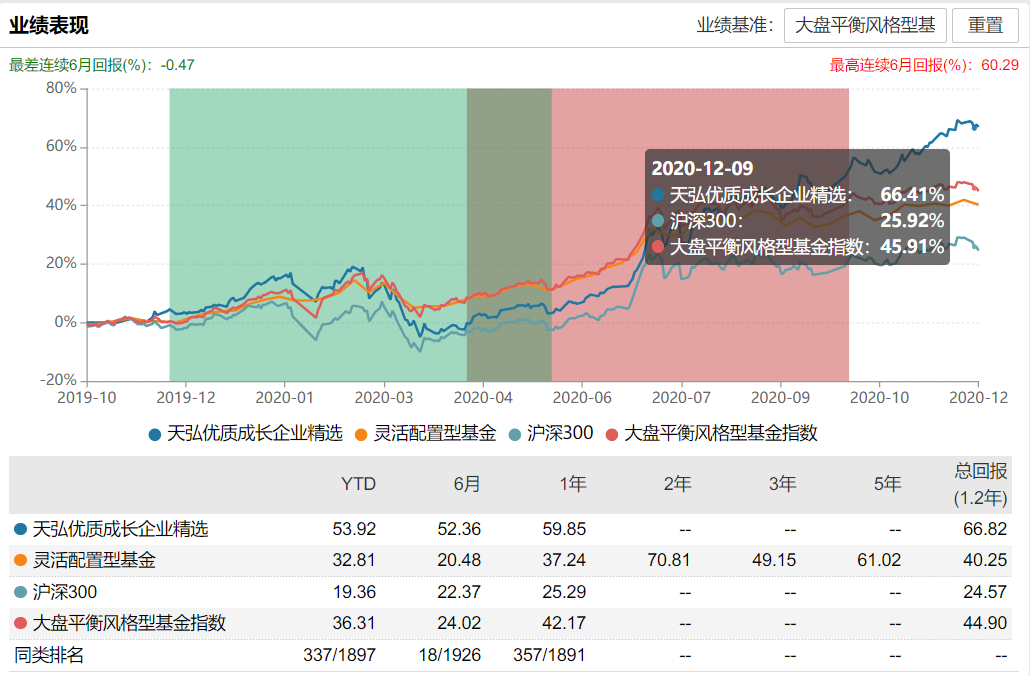 业绩表现 业绩基准： 大盘平衡风格型基 重置
最差连续6月回报(%)：-0.47 最高连续6月回报(%)：60.29
80%
60%
40%
20%
0%
-20%
2020-12-09
天弘优质成长企业精选： 66.41%
沪深300： 25.92%
大盘平衡风格型基金指数： 45.91%
2019-10 2019-12 2020-01 2020-03 2020-04 2020-06 2020-07 2020-09 2020-10 2020-12
天弘优质成长企业精选 灵活配置型基金 沪深300 大盘平衡风格型基金指数
YTD 6月 1年 2年 3年 5年 总回报
(1.2年)
天弘优质成长企业精选 53.92 52.36 59.85 -- -- -- 66.82
灵活配置型基金 32.81 20.48 37.24 70.81 49.15 61.02 40.25
沪深300 19.36 22.37 25.29 -- -- -- 24.57
大盘平衡风格型基金指数 36.31 24.02 42.17 -- -- -- 44.90
同类排名 337/1897 18/1926 357/1891 -- -- -- --